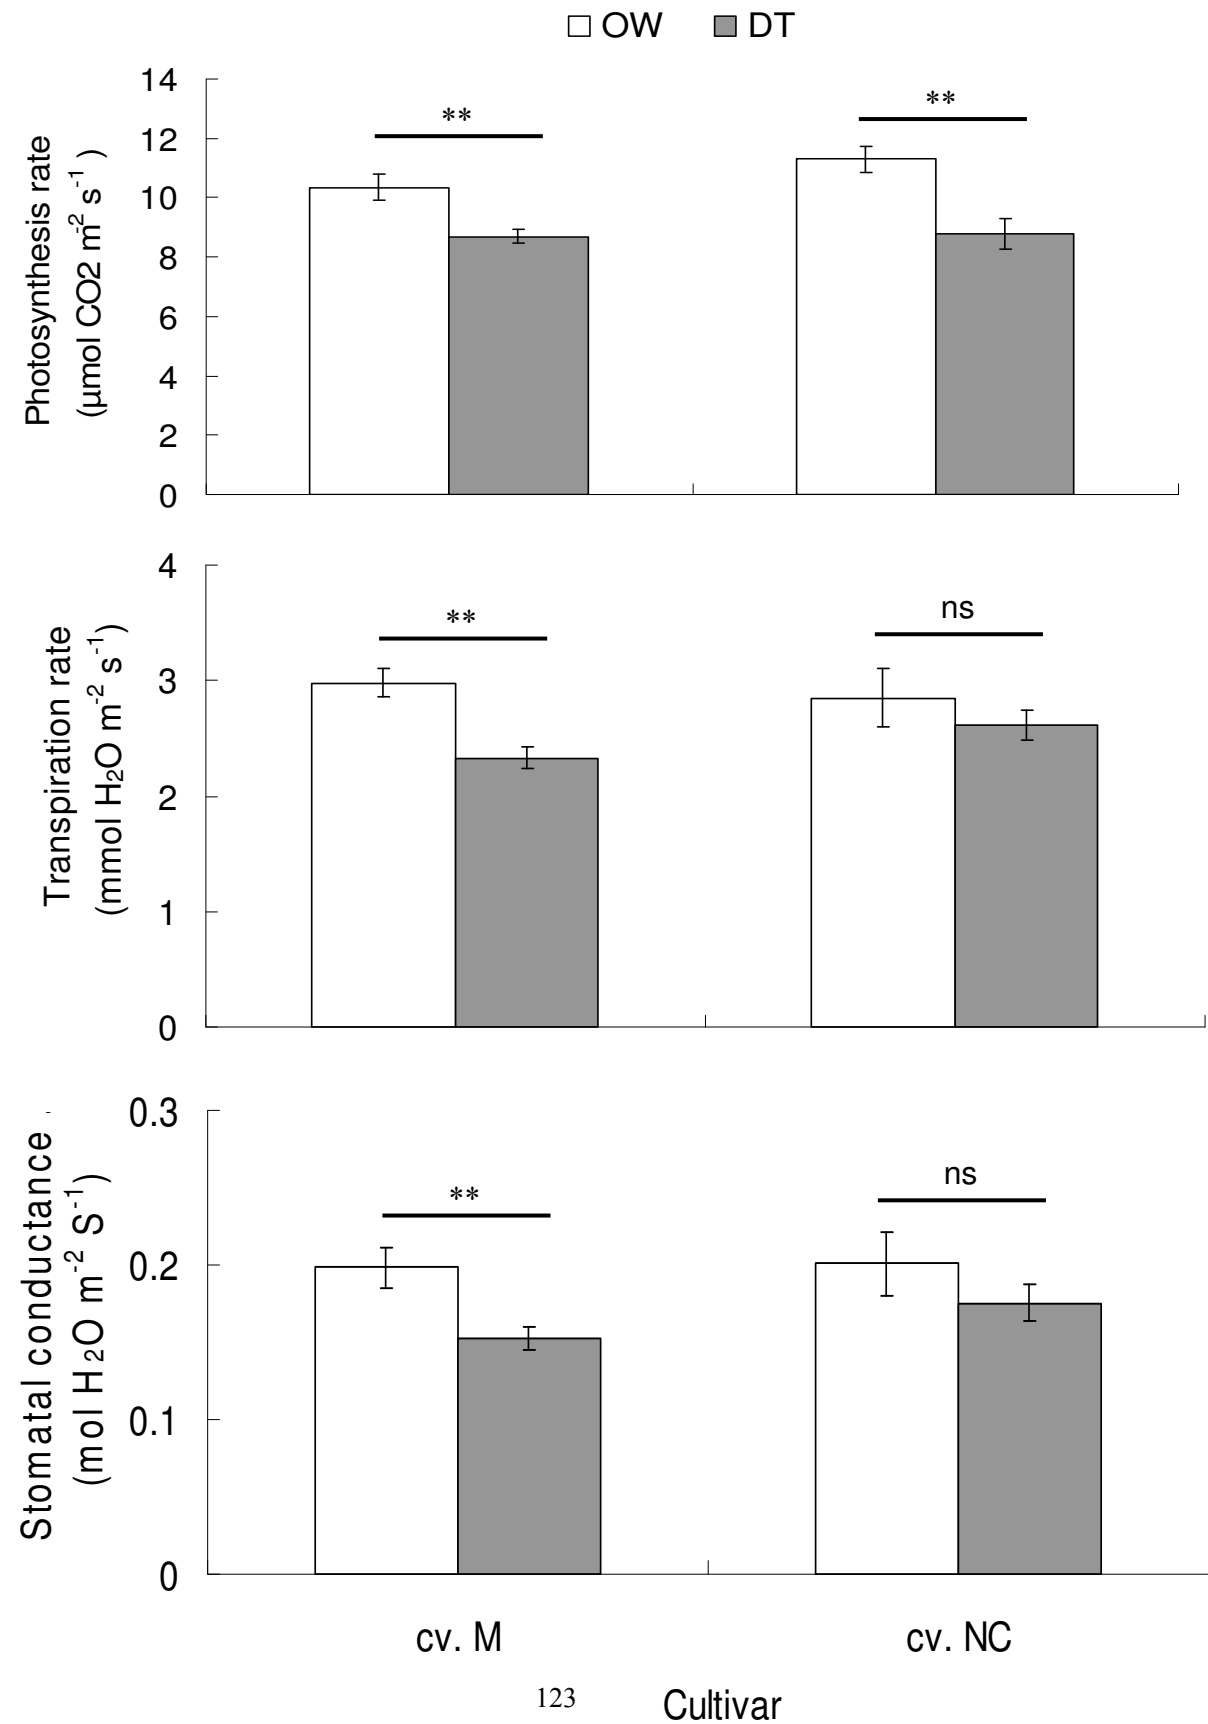 OW DT
Photosynthesis rate
(µmol CO2 m⁻² s⁻¹ )
14
12
10
8
6
4
2
0
**
**
Transpiration rate
(mmol H₂O m⁻² s⁻¹)
4
3
2
1
0
**
ns
Stomatal conductance
(mol H₂O m⁻² S⁻¹)
0.3
0.2
0.1
0
**
ns
cv. M cv. NC
123 Cultivar